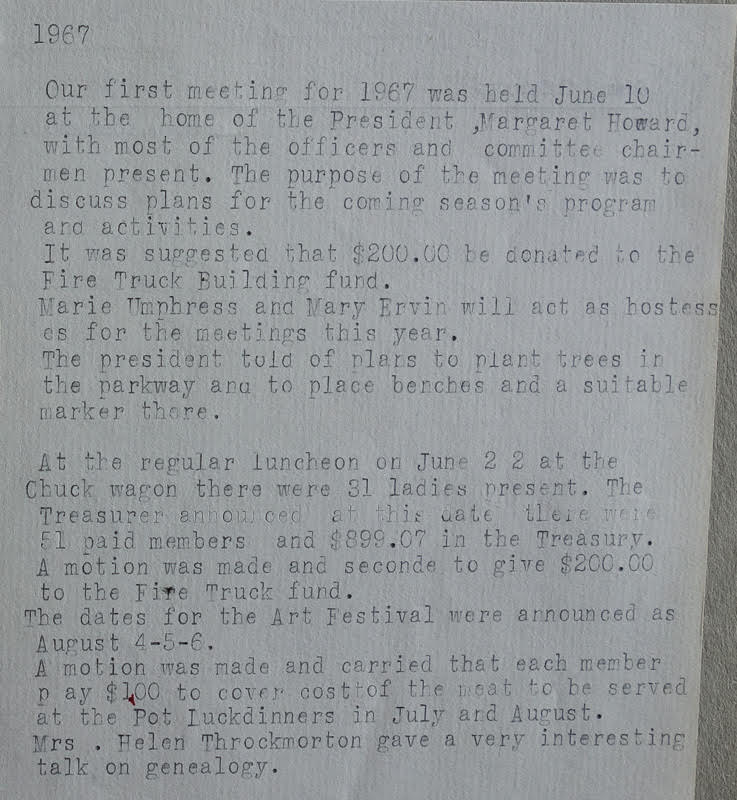 1967
Our first meeting for 1967 was held June 10
at the home of the President ,Margaret Howard,
with most of the officers and committee chair-
men present. The purpose of the meeting was to
discuss plans for the coming season's program
and activities.
It was suggested that $200.00 be donated to the
Fire Truck Building fund.
Marie Umphress and Mary Ervin will act as hostess
es for the meetings this year.
The president told of plans to plant trees in
the parkway and to place benches and a suitable
marker there.
At the regular luncheon on June 2 2 at the
Chuck wagon there were 31 ladies present. The
Treasurer announced at this date there were
51 paid members and $899.07 in the Treasury.
A motion was made and seconde to give $200.00
to the Fire Truck fund.
The dates for the Art Festival were announced as
August 4-5-6.
A motion was made and carried that each member
p ay $1.00 to cover costtof the meat to be served
at the Pot Luckdinners in July and August.
Mrs . Helen Throckmorton gave a very interesting
talk on genealogy.